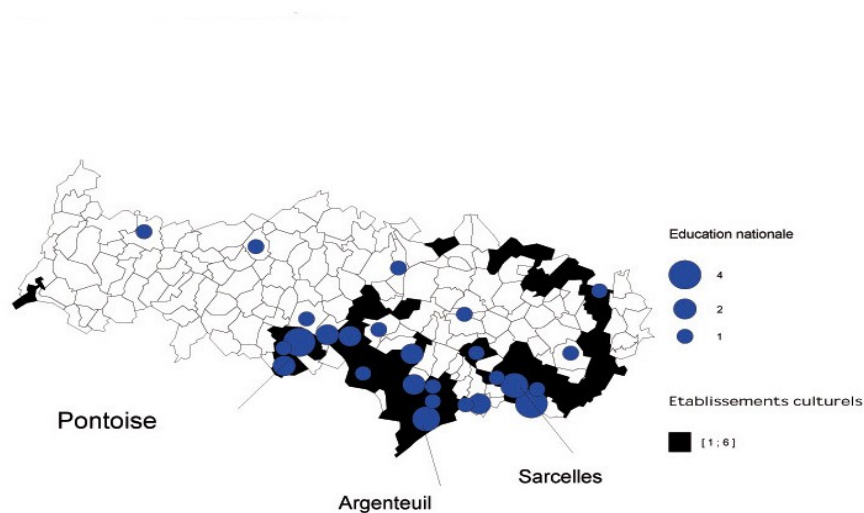 Education nationale
4
2
1
Etablissements culturels
[ 1 ; 6 ]
Pontoise
Argenteuil
Sarcelles